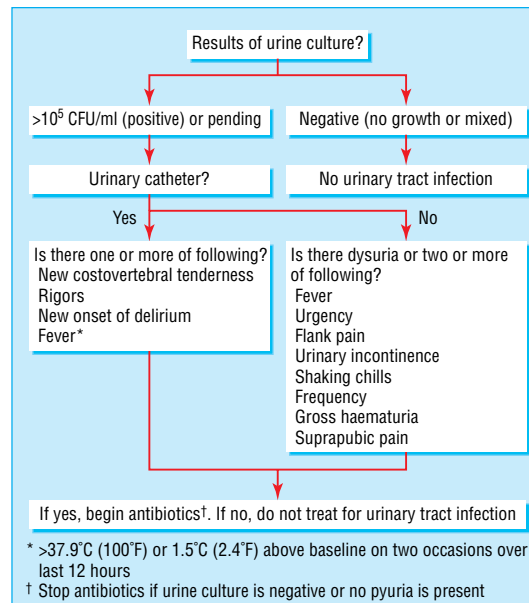 Results of urine culture?
>10⁵ CFU/ml (positive) or pending
Negative (no growth or mixed)
Urinary catheter?
No urinary tract infection
Yes
No
Is there one or more of following?
New costovertebral tenderness
Rigors
New onset of delirium
Fever*
Is there dysuria or two or more
of following?
Fever
Urgency
Flank pain
Urinary incontinence
Shaking chills
Frequency
Gross haematuria
Suprapubic pain
If yes, begin antibiotics†. If no, do not treat for urinary tract infection
* >37.9˚C (100˚F) or 1.5˚C (2.4˚F) above baseline on two occasions over
last 12 hours
† Stop antibiotics if urine culture is negative or no pyuria is present